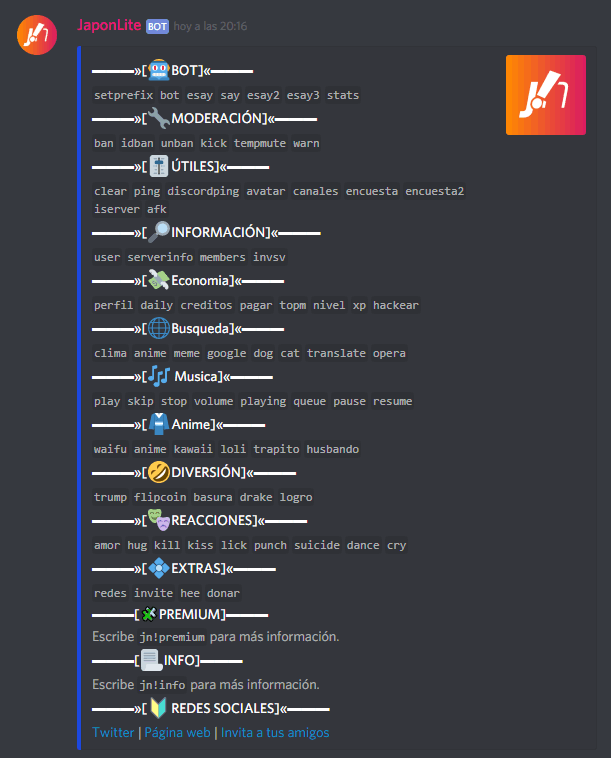 JaponLite BOT hoy a las 20:16
———»[🤖BOT]«———
setprefix bot esay say esay2 esay3 stats
———»[🔧MODERACIÓN]«———
ban idban unban kick tempmute warn
———»[🎚ÚTILES]«———
clear ping discordping avatar canales encuesta encuesta2
iserver afk
———»[🔎INFORMACIÓN]«———
user serverinfo members invsv
———»[💸Economia]«———
perfil daily creditos pagar topm nivel xp hackear
———»[🌐Busqueda]«———
clima anime meme google dog cat translate opera
———»[🎶 Musica]«———
play skip stop volume playing queue pause resume
———»[👘Anime]«———
waifu anime kawaii loli trapito husbando
———»[🤣DIVERSIÓN]«———
trump flipcoin basura drake logro
———»[🎭REACCIONES]«———
amor hug kill kiss lick punch suicide dance cry
———»[💠EXTRAS]«———
redes invite hee donar
———[💸PREMIUM]———
Escribe jn!premium para más información.
———[📜INFO]———
Escribe jn!info para más información.
———»[🔰 REDES SOCIALES]«———
Twitter | Página web | Invita a tus amigos